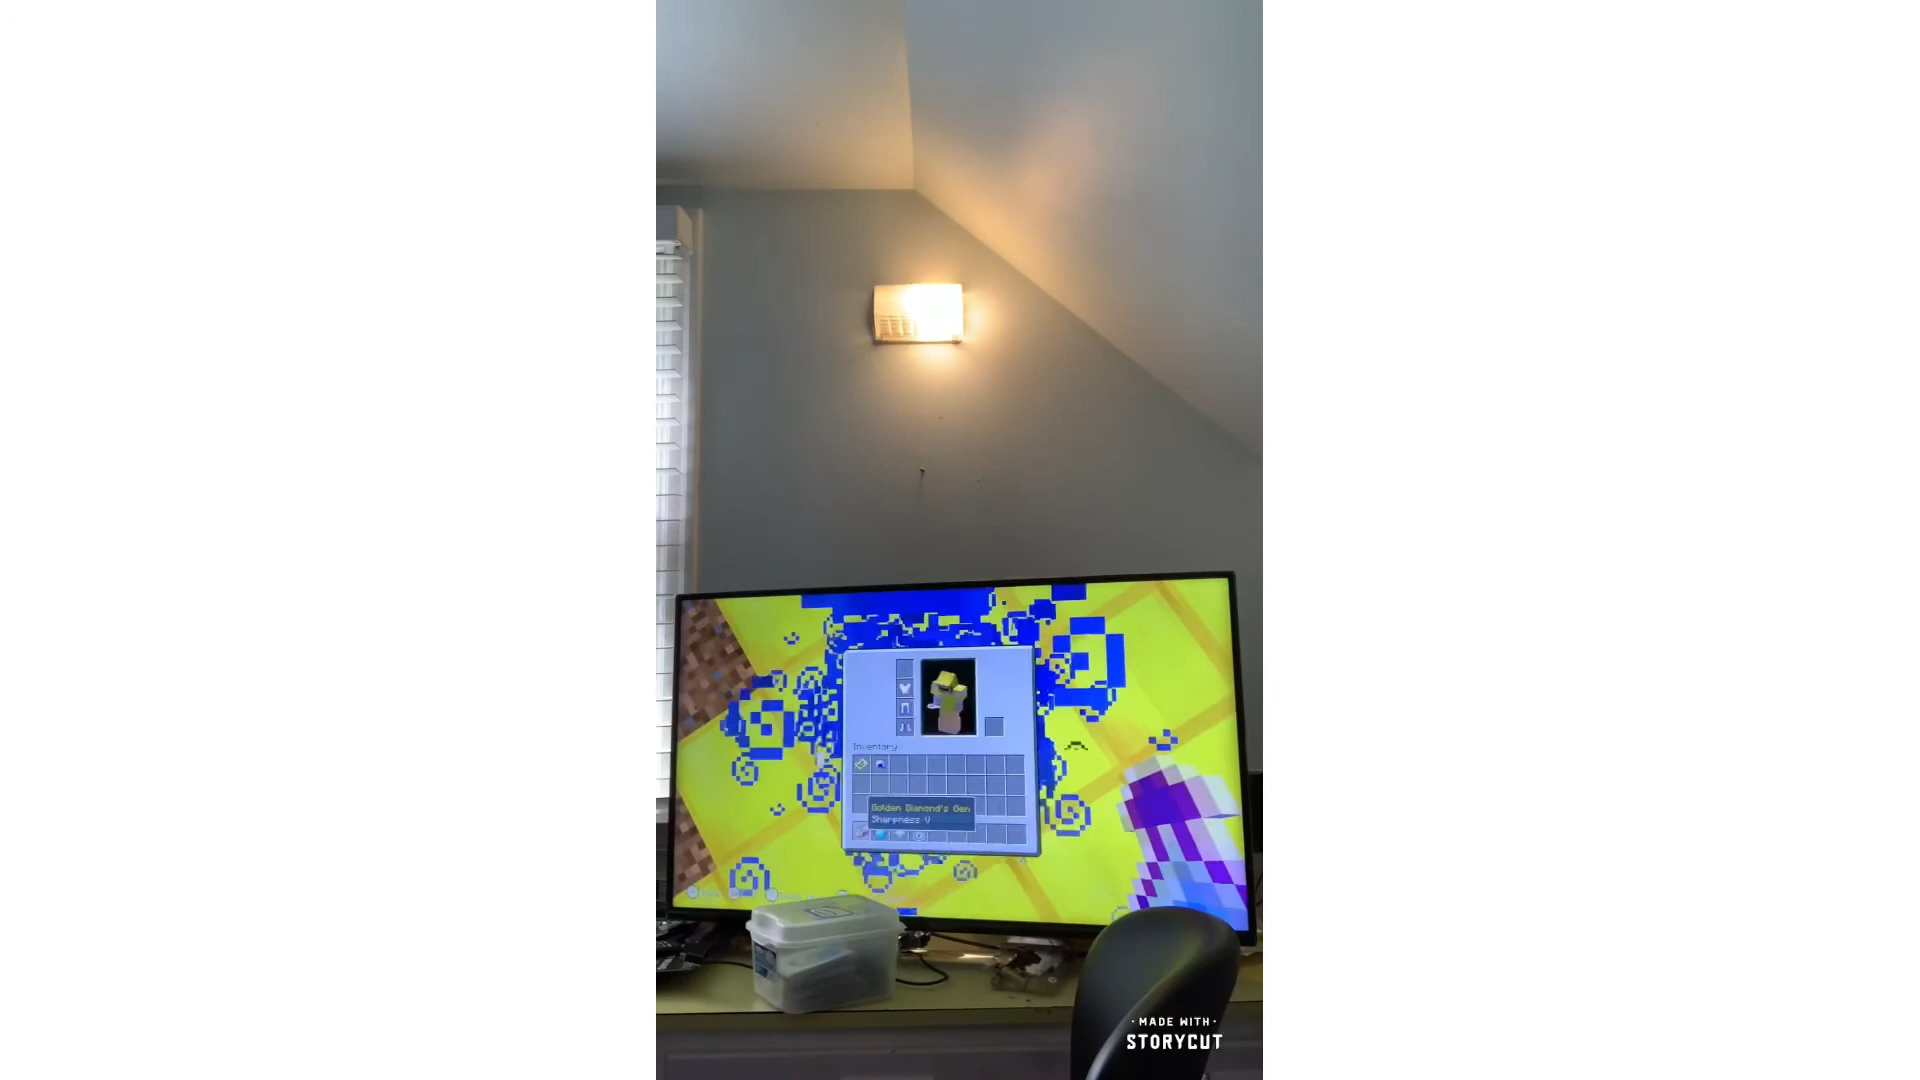 Inventory
Golden Diamond's Gen
Sharpness V
· MADE WITH ·
STORYCUT